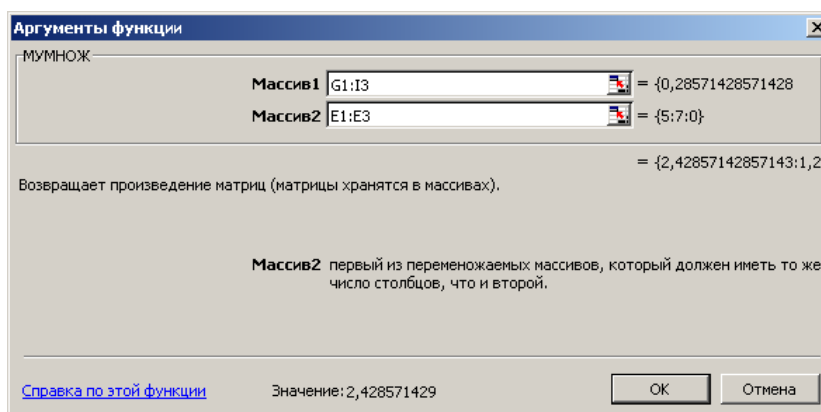 Аргументы функции
МУМНОЖ
Массив1 G1:I3 = {0,28571428571428
Массив2 E1:E3 = {5:7:0}
= {2,42857142857143:1,2
Возвращает произведение матриц (матрицы хранятся в массивах).
Массив2 первый из переменожаемых массивов, который должен иметь то же
число столбцов, что и второй.
Справка по этой функции Значение:2,428571429 ОК Отмена